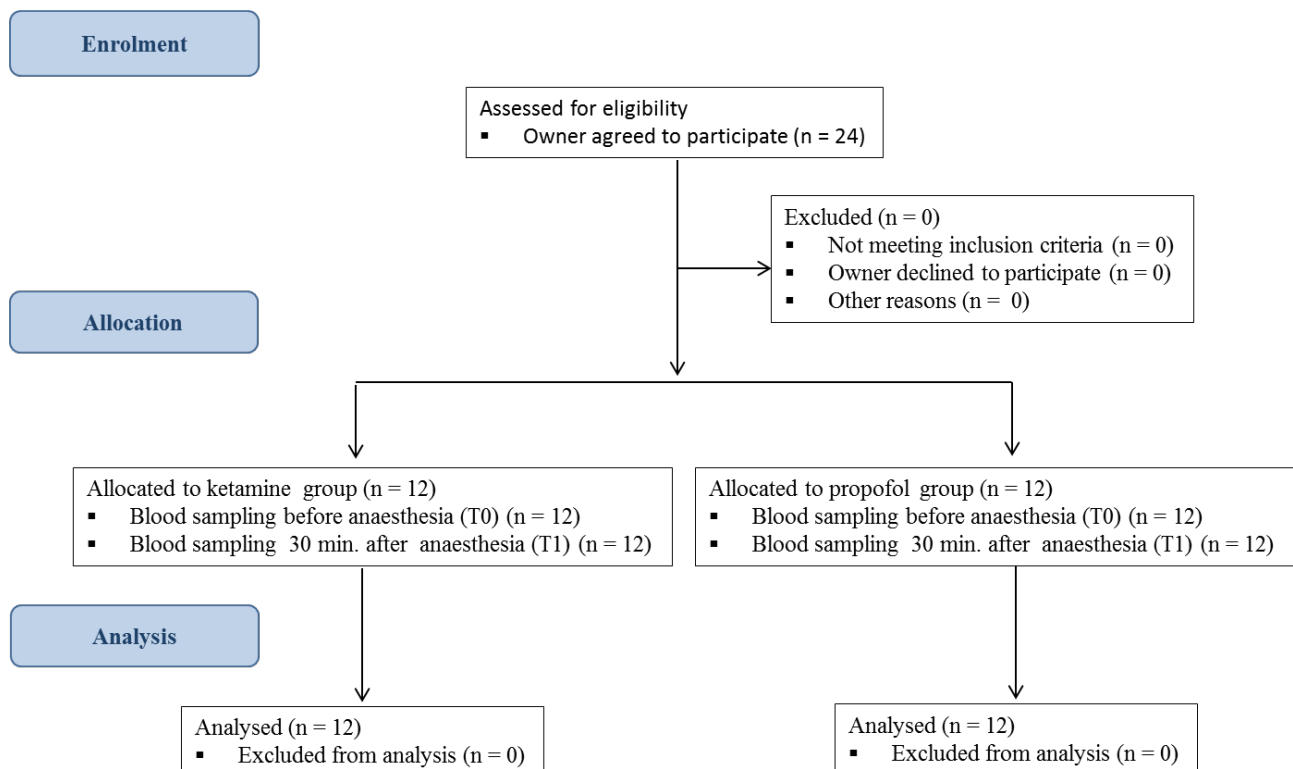 Enrolment
Assessed for eligibility
▪ Owner agreed to participate (n = 24)
Excluded (n = 0)
▪ Not meeting inclusion criteria (n = 0)
▪ Owner declined to participate (n = 0)
▪ Other reasons (n = 0)
Allocation
Allocated to ketamine group (n = 12)
▪ Blood sampling before anaesthesia (T0) (n = 12)
▪ Blood sampling 30 min. after anaesthesia (T1) (n = 12)
Allocated to propofol group (n = 12)
▪ Blood sampling before anaesthesia (T0) (n = 12)
▪ Blood sampling 30 min. after anaesthesia (T1) (n = 12)
Analysis
Analysed (n = 12)
▪ Excluded from analysis (n = 0)
Analysed (n = 12)
▪ Excluded from analysis (n = 0)